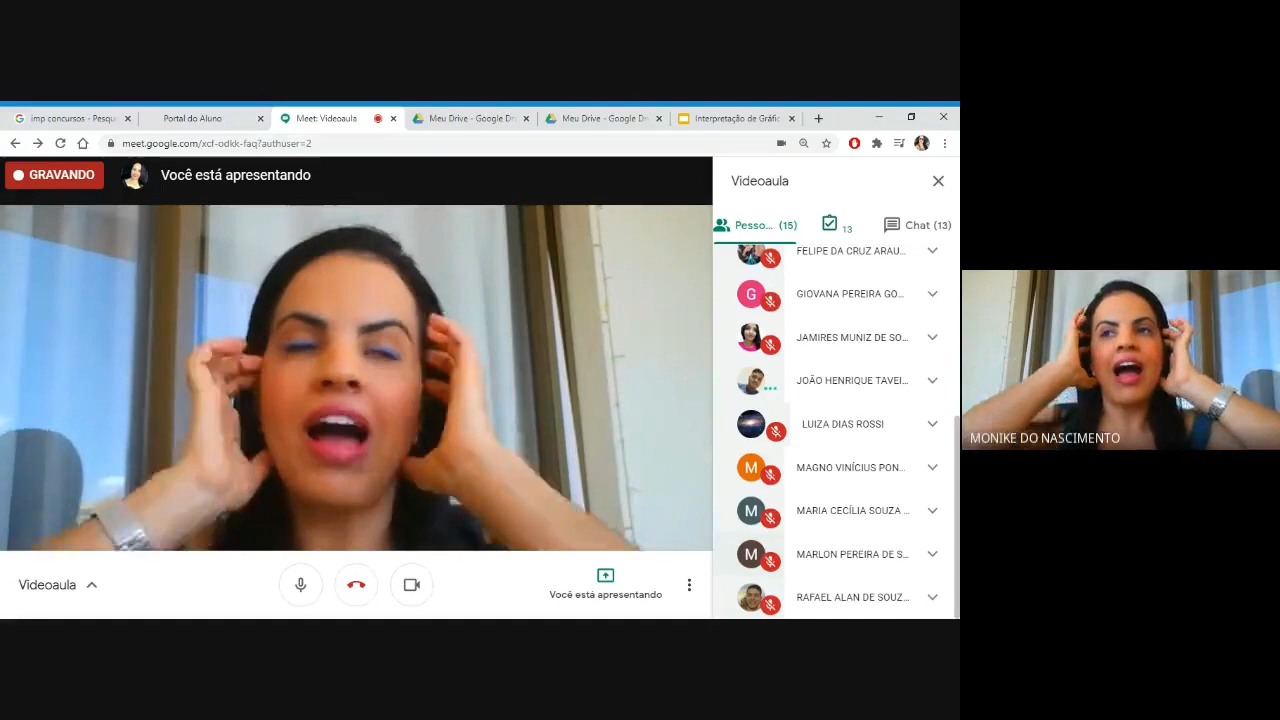 imp concursos - Pesqu
Portal do Aluno
Meet: Videoaula
Meu Drive - Google Dr
Meu Drive - Google Dr
Interpretação de Gráfic
meet.google.com/xcf-odkk-faq?authuser=2
GRAVANDO
Você está apresentando
Videoaula
Pesso... (15)
13
Chat (13)
FELIPE DA CRUZ ARAU...
G
GIOVANA PEREIRA GO...
JAMIRES MUNIZ DE SO...
JOÃO HENRIQUE TAVEI...
LUIZA DIAS ROSSI
M
MAGNO VINÍCIUS PON...
M
MARIA CECÍLIA SOUZA ...
M
MARLON PEREIRA DE S...
RAFAEL ALAN DE SOUZ...
Videoaula
Você está apresentando
MONIKE DO NASCIMENTO